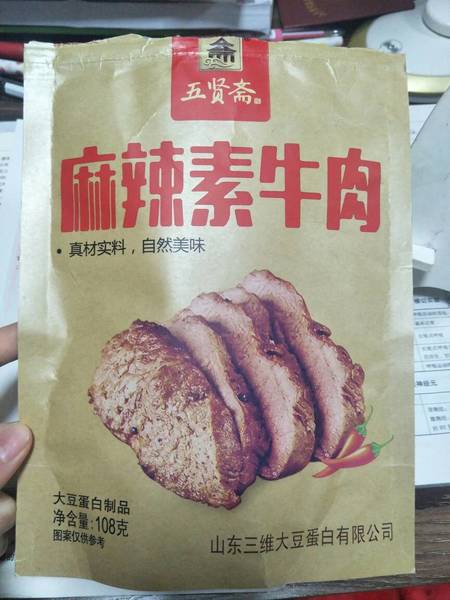 五贤斋
麻辣素牛肉
· 真材实料，自然美味
大豆蛋白制品
净含量：108克
图案仅供参考
山东三维大豆蛋白有限公司